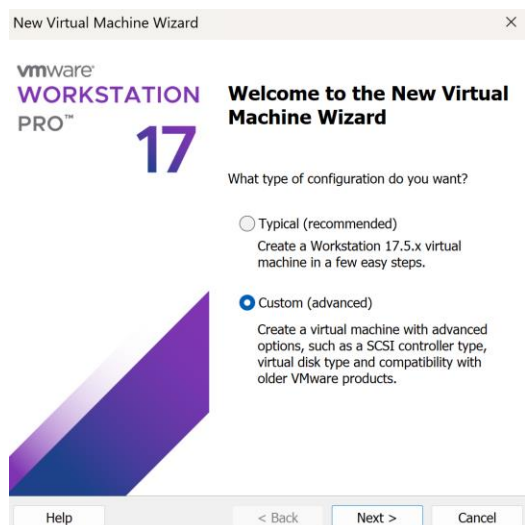 New Virtual Machine Wizard
vmware®
WORKSTATION
PRO™
17
Welcome to the New Virtual
Machine Wizard
What type of configuration do you want?
Typical (recommended)
Create a Workstation 17.5.x virtual
machine in a few easy steps.
Custom (advanced)
Create a virtual machine with advanced
options, such as a SCSI controller type,
virtual disk type and compatibility with
older VMware products.
Help
< Back
Next >
Cancel